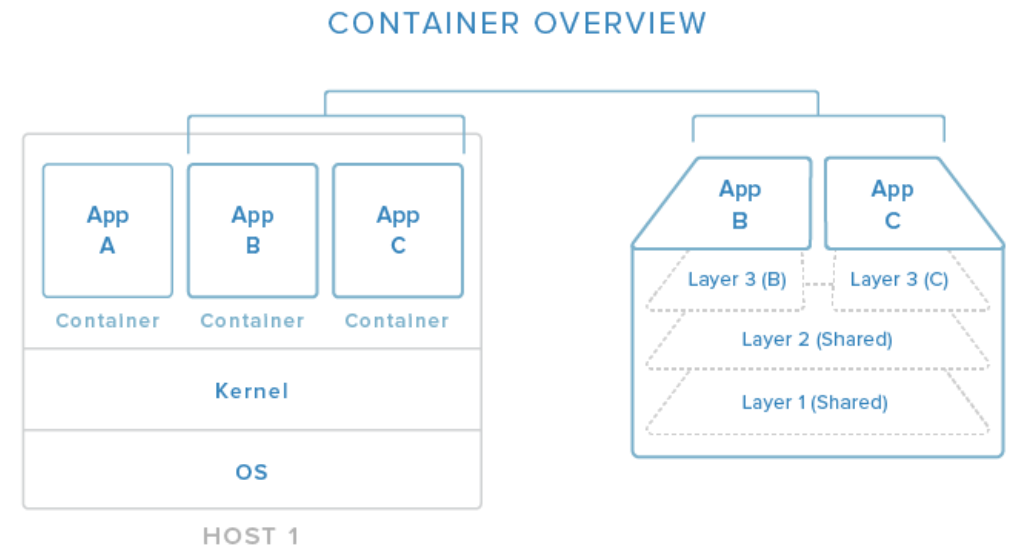 CONTAINER OVERVIEW
App
A
App
B
App
C
Container
Container
Container
Kernel
OS
HOST 1
App
B
App
C
Layer 3 (B)
Layer 3 (C)
Layer 2 (Shared)
Layer 1 (Shared)